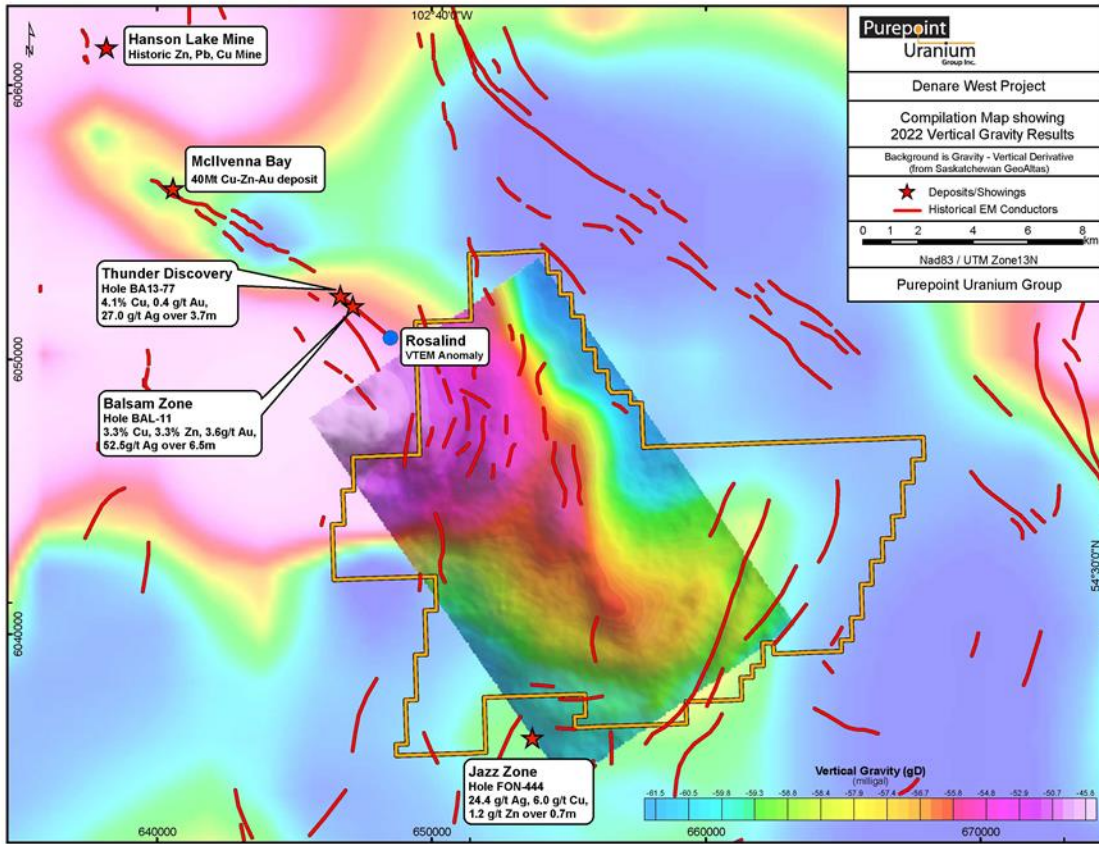 102°40'0"W
Hanson Lake Mine
Historic Zn, Pb, Cu Mine
McIlvenna Bay
40Mt Cu-Zn-Au deposit
Thunder Discovery
Hole BA13-77
4.1% Cu, 0.4 g/t Au,
27.0 g/t Ag over 3.7m
Rosalind
VTEM Anomaly
Balsam Zone
Hole BAL-11
3.3% Cu, 3.3% Zn, 3.6g/t Au,
52.5g/t Ag over 6.5m
Jazz Zone
Hole FON-444
24.4 g/t Ag, 6.0 g/t Cu,
1.2 g/t Zn over 0.7m
Purepoint
Uranium
Group Inc.
Denare West Project
Compilation Map showing
2022 Vertical Gravity Results
Background is Gravity - Vertical Derivative
(from Saskatchewan GeoAltas)
Deposits/Showings
Historical EM Conductors
0 1 2 4 6 8
km
Nad83 / UTM Zone13N
Purepoint Uranium Group
N
6060000
6050000
6040000
54°30'0"N
Vertical Gravity (gD)
(milligal)
-61.5 -60.5 -59.8 -59.3 -58.8 -58.4 -57.9 -57.4 -56.7 -55.8 -54.8 -52.9 -50.7 -45.6
640000 650000 660000 670000